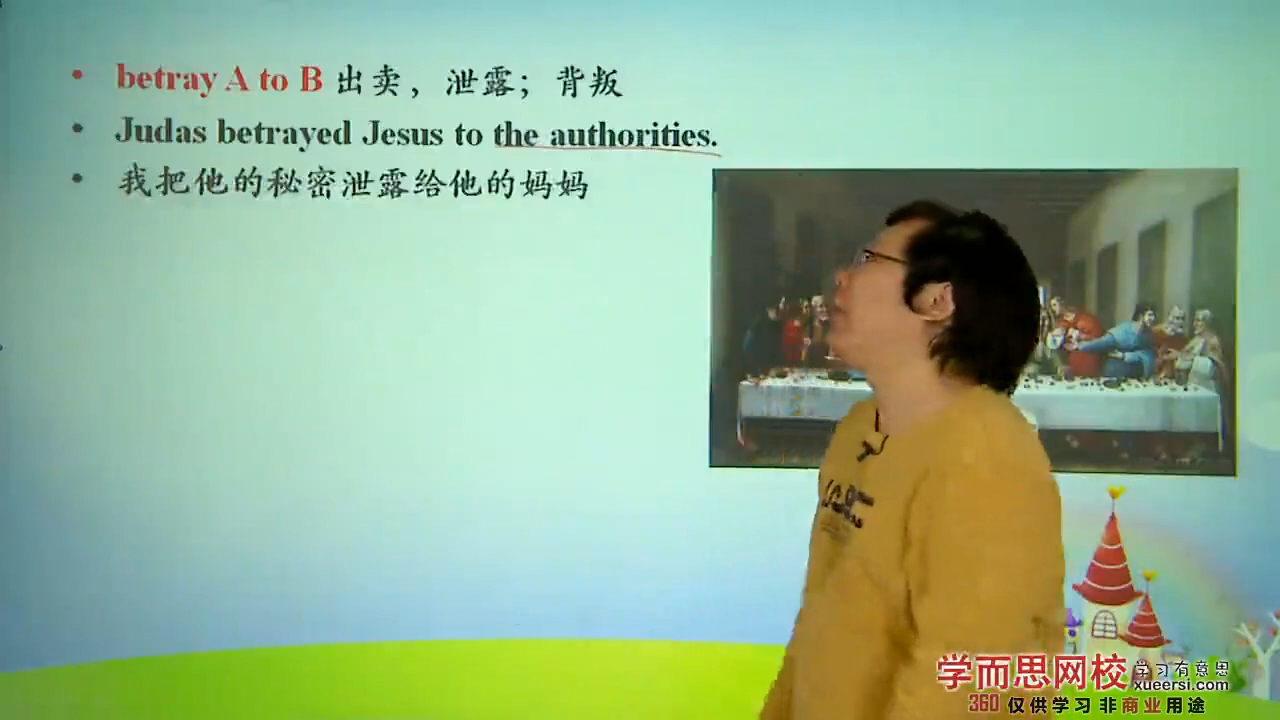 betray A to B 出卖，泄露；背叛
Judas betrayed Jesus to the authorities.
我把他的秘密泄露给他的妈妈
学而思网校 学习有意思
xueersi.com
360 仅供学习 非商业用途